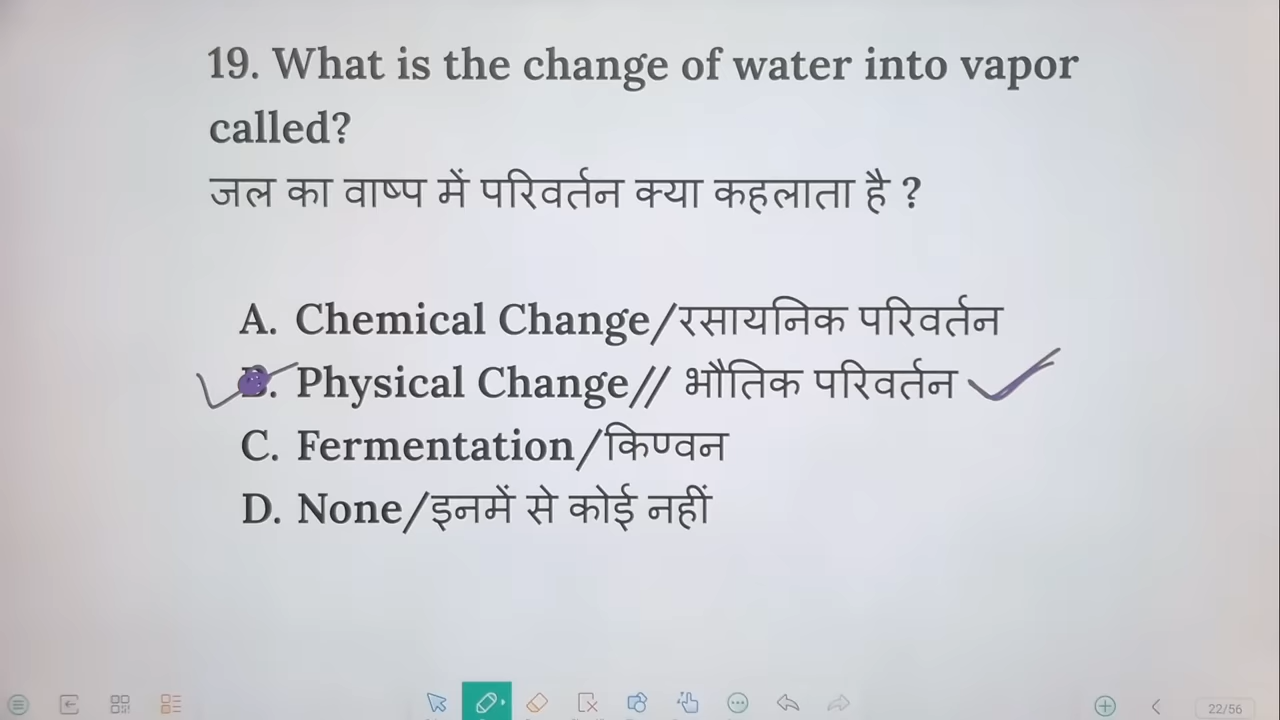 19. What is the change of water into vapor
called?
जल का वाष्प में परिवर्तन क्या कहलाता है ?
A. Chemical Change/रसायनिक परिवर्तन
B. Physical Change// भौतिक परिवर्तन
C. Fermentation/किण्वन
D. None/इनमें से कोई नहीं
22/56